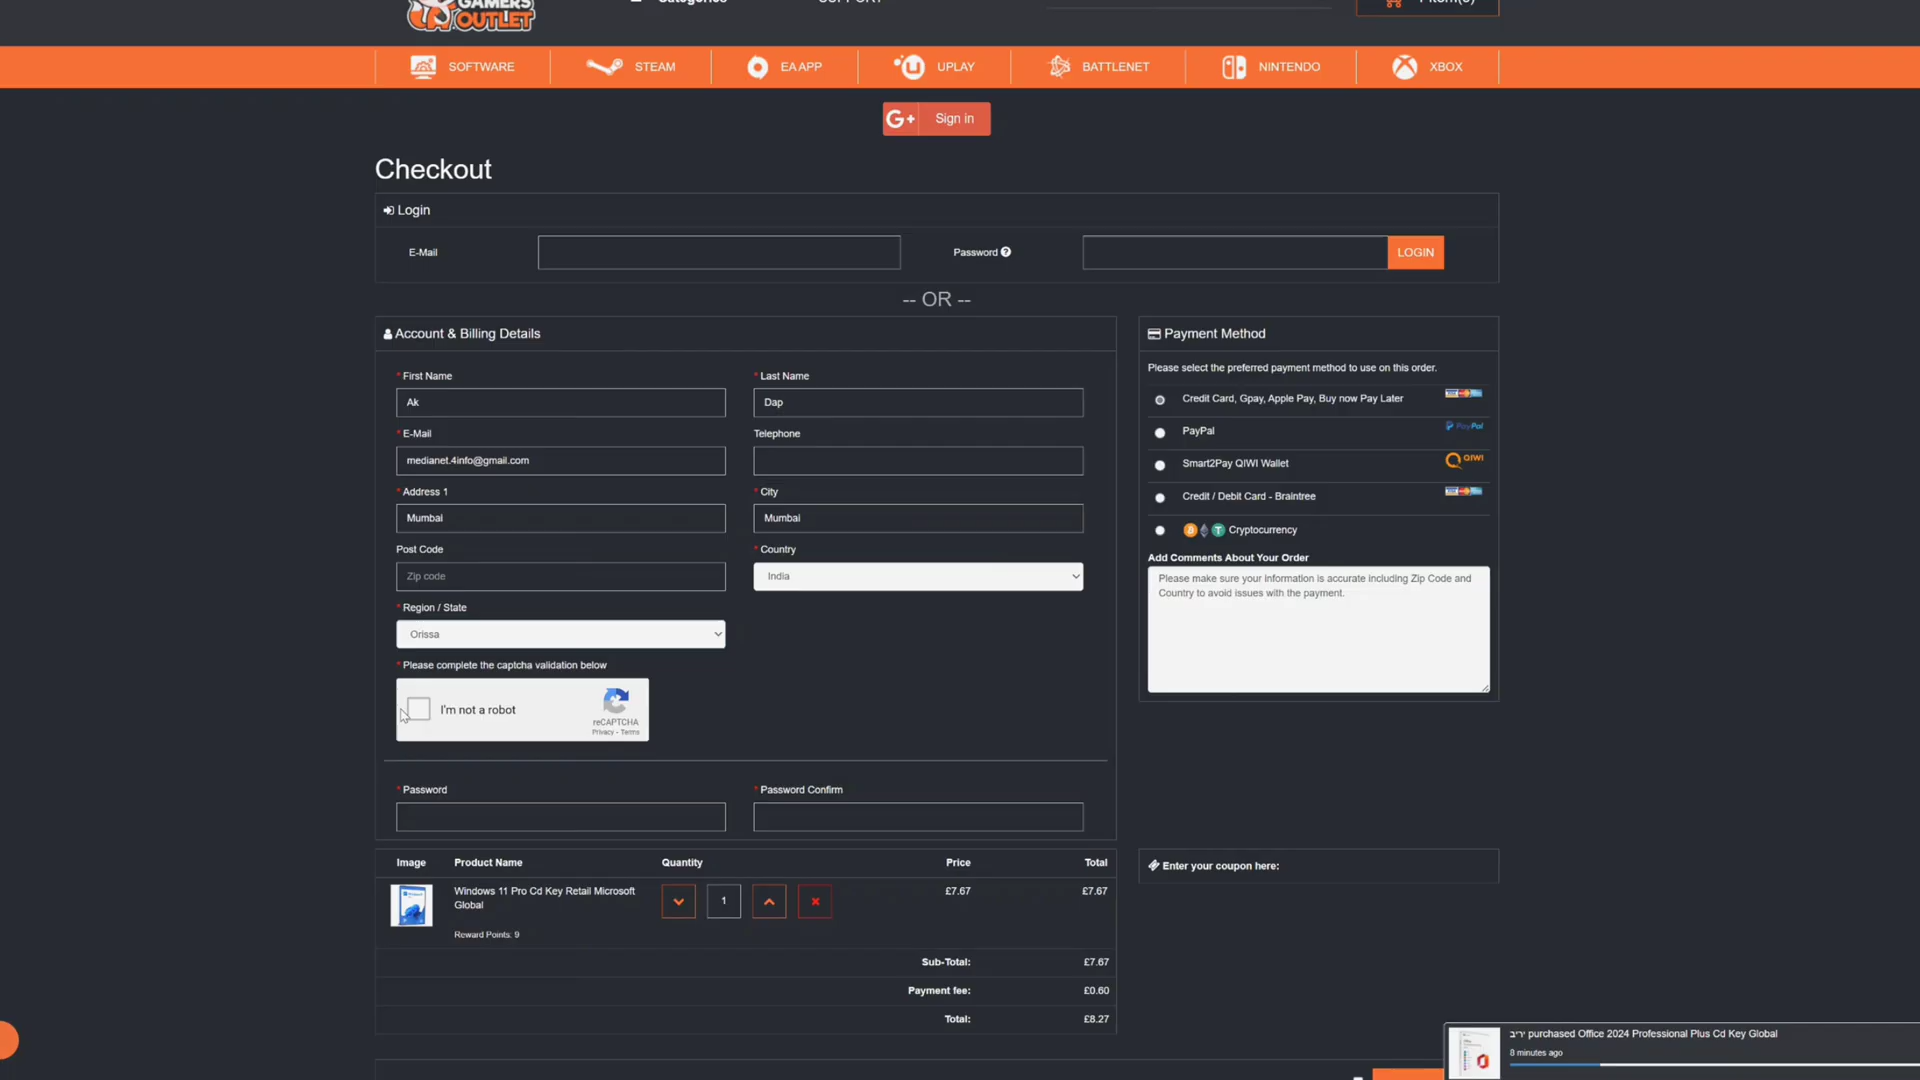 GAMERS
OUTLET
Categories
SUPPORT
1 item(s)
SOFTWARE
STEAM
EA APP
UPLAY
BATTLENET
NINTENDO
XBOX
G+ Sign in
Checkout
Login
E-Mail
Password
LOGIN
-- OR --
Account & Billing Details
* First Name
* Last Name
Ak
Dap
* E-Mail
Telephone
medianet.4info@gmail.com
* Address 1
* City
Mumbai
Mumbai
Post Code
* Country
Zip code
India
* Region / State
Orissa
* Please complete the captcha validation below
I'm not a robot
reCAPTCHA
Privacy - Terms
* Password
* Password Confirm
Payment Method
Please select the preferred payment method to use on this order.
Credit Card, Gpay, Apple Pay, Buy now Pay Later
PayPal PayPal
Smart2Pay QIWI Wallet QIWI
Credit / Debit Card - Braintree
Cryptocurrency
Add Comments About Your Order
Please make sure your information is accurate including Zip Code and
Country to avoid issues with the payment.
Image Product Name Quantity Price Total
Windows 11 Pro Cd Key Retail Microsoft
Global
1
£7.67
£7.67
Reward Points: 9
Sub-Total: £7.67
Payment fee: £0.60
Total: £8.27
Enter your coupon here:
יריב purchased Office 2024 Professional Plus Cd Key Global
8 minutes ago